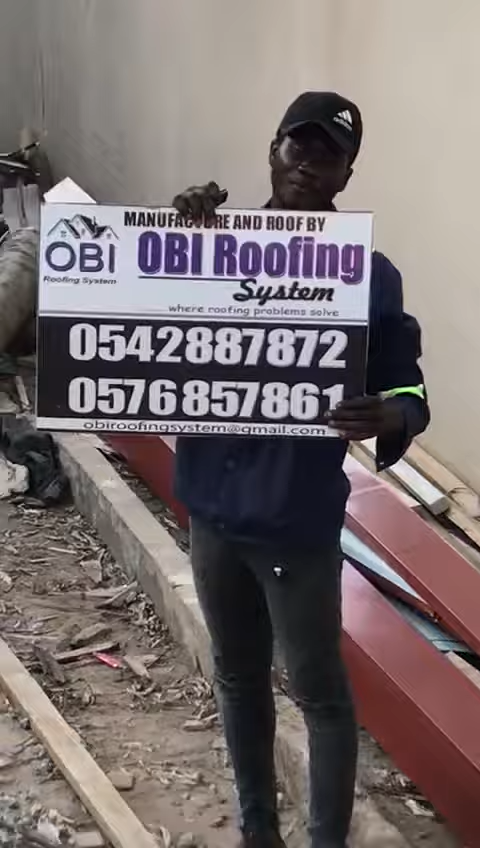 adidas
MANUFACTURE AND ROOF BY
OBI
Roofing System
OBI Roofing
System
where roofing problems solve
0542887872
0576857861
obiroofingsystem@gmail.com